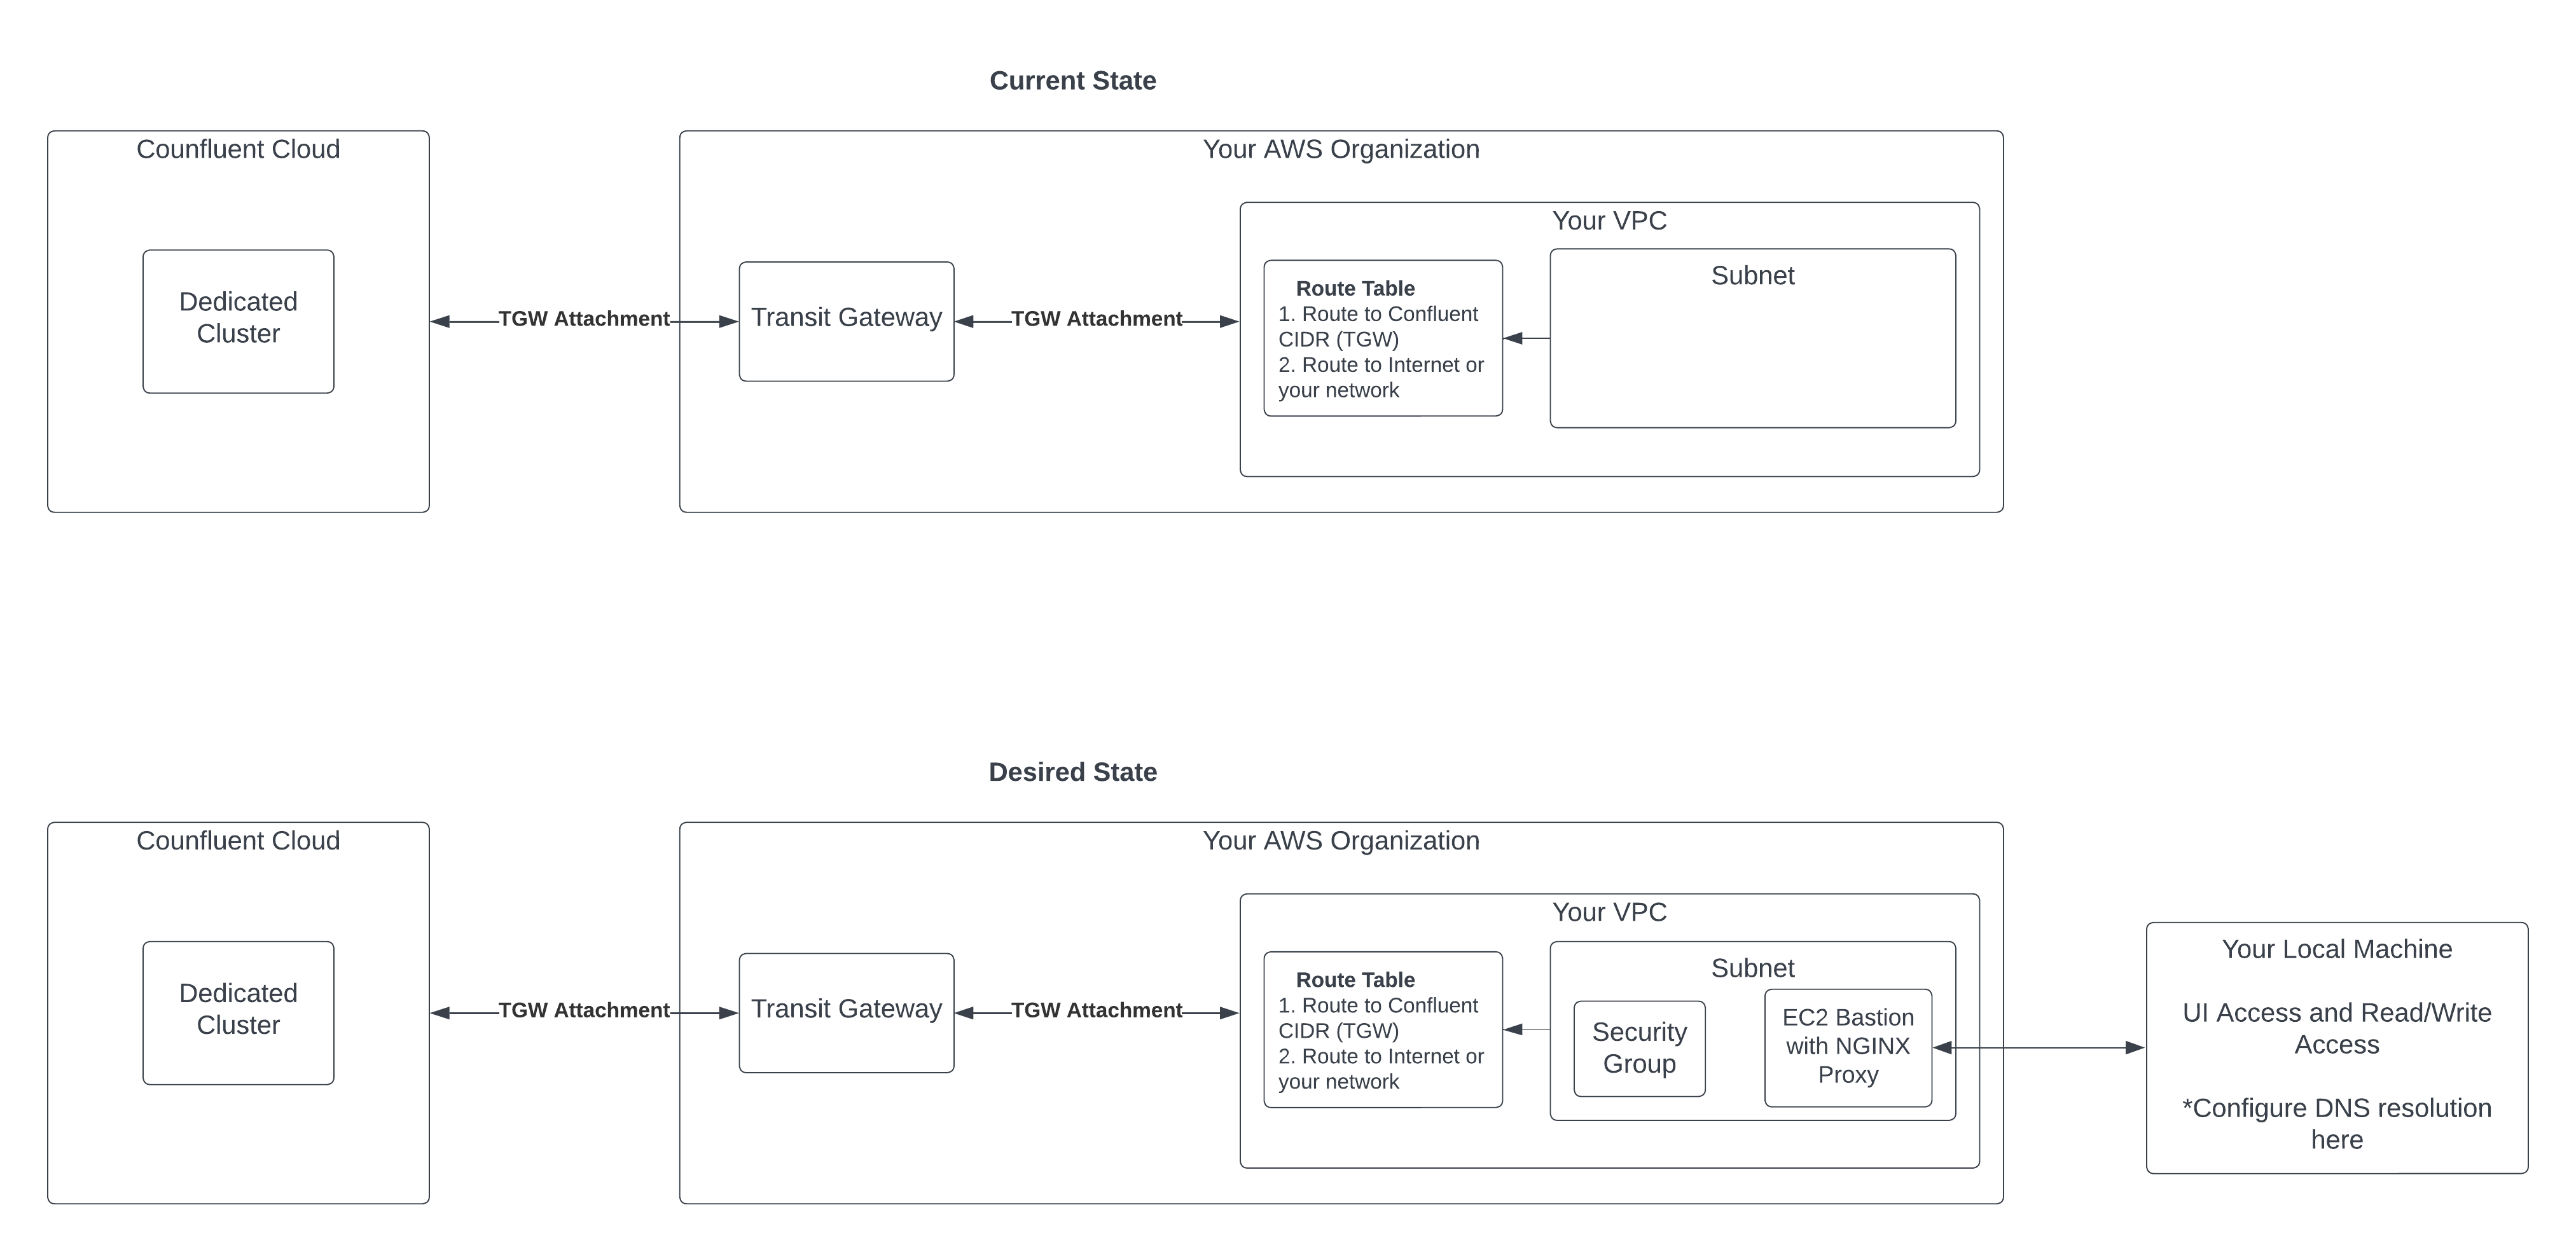 Current State
Counfluent Cloud
Your AWS Organization
Your VPC
Dedicated
Cluster
TGW Attachment
Transit Gateway
TGW Attachment
Route Table
1. Route to Confluent
CIDR (TGW)
2. Route to Internet or
your network
Subnet
Desired State
Counfluent Cloud
Your AWS Organization
Your VPC
Dedicated
Cluster
TGW Attachment
Transit Gateway
TGW Attachment
Route Table
1. Route to Confluent
CIDR (TGW)
2. Route to Internet or
your network
Subnet
Security
Group
EC2 Bastion
with NGINX
Proxy
Your Local Machine
UI Access and Read/Write
Access
*Configure DNS resolution
here